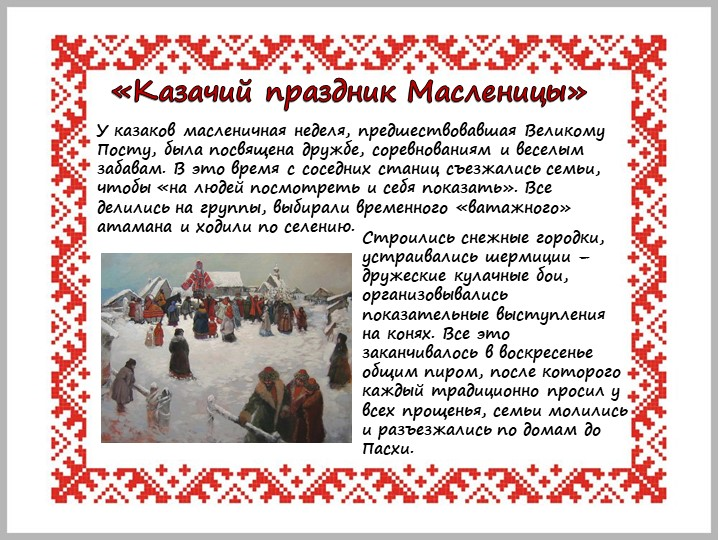 «Казачий праздник Масленицы»
У казаков масленичная неделя, предшествовавшая Великому
Посту, была посвящена дружбе, соревнованиям и веселым
забавам. В это время с соседних станиц съезжались семьи,
чтобы «на людей посмотреть и себя показать». Все
делились на группы, выбирали временного «ватажного»
атамана и ходили по селению.
Строились снежные городки,
устраивались шермиции –
дружеские кулачные бои,
организовывались
показательные выступления
на конях. Все это
заканчивалось в воскресенье
общим пиром, после которого
каждый традиционно просил у
всех прощенья, семьи молились
и разъезжались по домам до
Пасхи.